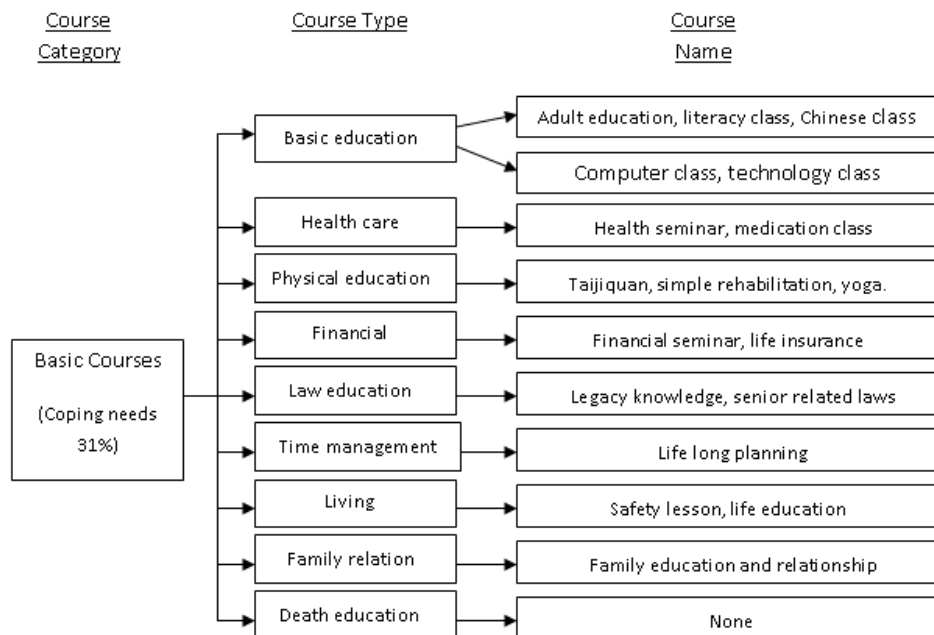 Course Category
Course Type
Course Name
Basic Courses
(Coping needs 31%)
Basic education
Adult education, literacy class, Chinese class
Computer class, technology class
Health care
Health seminar, medication class
Physical education
Taijiquan, simple rehabilitation, yoga.
Financial
Financial seminar, life insurance
Law education
Legacy knowledge, senior related laws
Time management
Life long planning
Living
Safety lesson, life education
Family relation
Family education and relationship
Death education
None